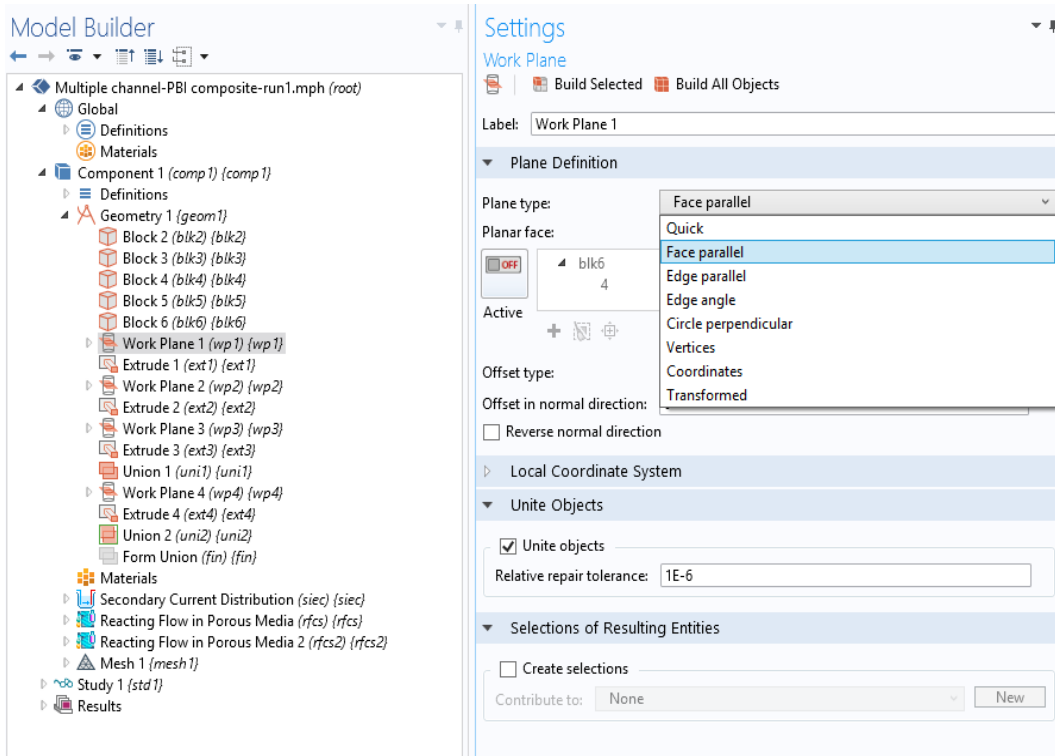 Model Builder
Multiple channel-PBI composite-run1.mph (root)
Global
Definitions
Materials
Component 1 (comp1) {comp1}
Definitions
Geometry 1 {geom1}
Block 2 (blk2) {blk2}
Block 3 (blk3) {blk3}
Block 4 (blk4) {blk4}
Block 5 (blk5) {blk5}
Block 6 (blk6) {blk6}
Work Plane 1 (wp1) {wp1}
Extrude 1 (ext1) {ext1}
Work Plane 2 (wp2) {wp2}
Extrude 2 (ext2) {ext2}
Work Plane 3 (wp3) {wp3}
Extrude 3 (ext3) {ext3}
Union 1 (uni1) {uni1}
Work Plane 4 (wp4) {wp4}
Extrude 4 (ext4) {ext4}
Union 2 (uni2) {uni2}
Form Union (fin) {fin}
Materials
Secondary Current Distribution (siec) {siec}
Reacting Flow in Porous Media (rfcs) {rfcs}
Reacting Flow in Porous Media 2 (rfcs2) {rfcs2}
Mesh 1 {mesh1}
Study 1 {std1}
Results
Settings
Work Plane
Build Selected Build All Objects
Label: Work Plane 1
Plane Definition
Plane type: Face parallel
Planar face:
OFF
Active
blk6
4
Quick
Face parallel
Edge parallel
Edge angle
Circle perpendicular
Vertices
Coordinates
Transformed
Offset type:
Offset in normal direction:
Reverse normal direction
Local Coordinate System
Unite Objects
Unite objects
Relative repair tolerance: 1E-6
Selections of Resulting Entities
Create selections
Contribute to: None New